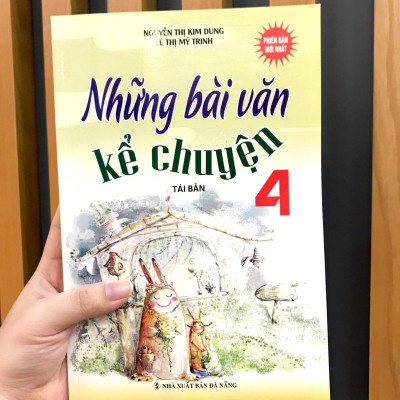 NGUYỄN THỊ KIM DUNG
LÊ THỊ MỸ TRINH
PHIÊN BẢN
MỚI NHẤT
Những bài văn
kể chuyện
TÁI BẢN
4
NHÀ XUẤT BẢN ĐÀ NẴNG